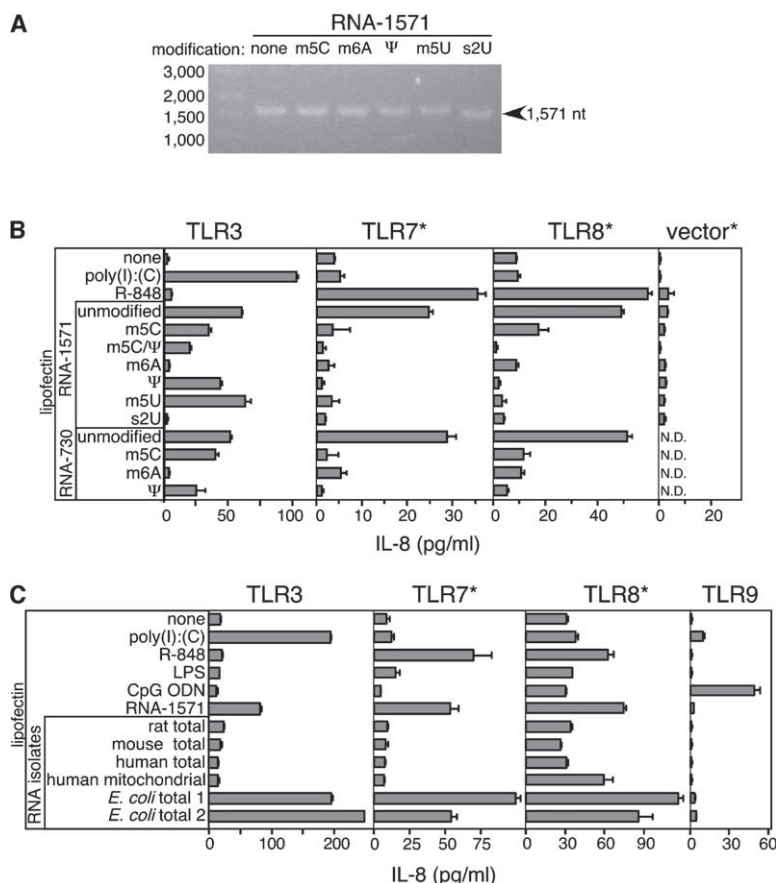 A
RNA-1571
modification: none m5C m6A Ψ m5U s2U
3,000
2,000
1,500
1,000
1,571 nt
B
TLR3 TLR7* TLR8* vector*
lipofectin
none
poly(I):(C)
R-848
RNA-1571
unmodified
m5C
m5C/Ψ
m6A
Ψ
m5U
s2U
RNA-730
unmodified N.D.
m5C N.D.
m6A N.D.
Ψ N.D.
0 50 100 0 10 20 30 0 20 40 0 20
IL-8 (pg/ml)
C
TLR3 TLR7* TLR8* TLR9
lipofectin
none
poly(I):(C)
R-848
LPS
CpG ODN
RNA-1571
RNA isolates
rat total
mouse total
human total
human mitochondrial
E. coli total 1
E. coli total 2
0 100 200 0 25 50 75 0 30 60 90 0 30 60
IL-8 (pg/ml)